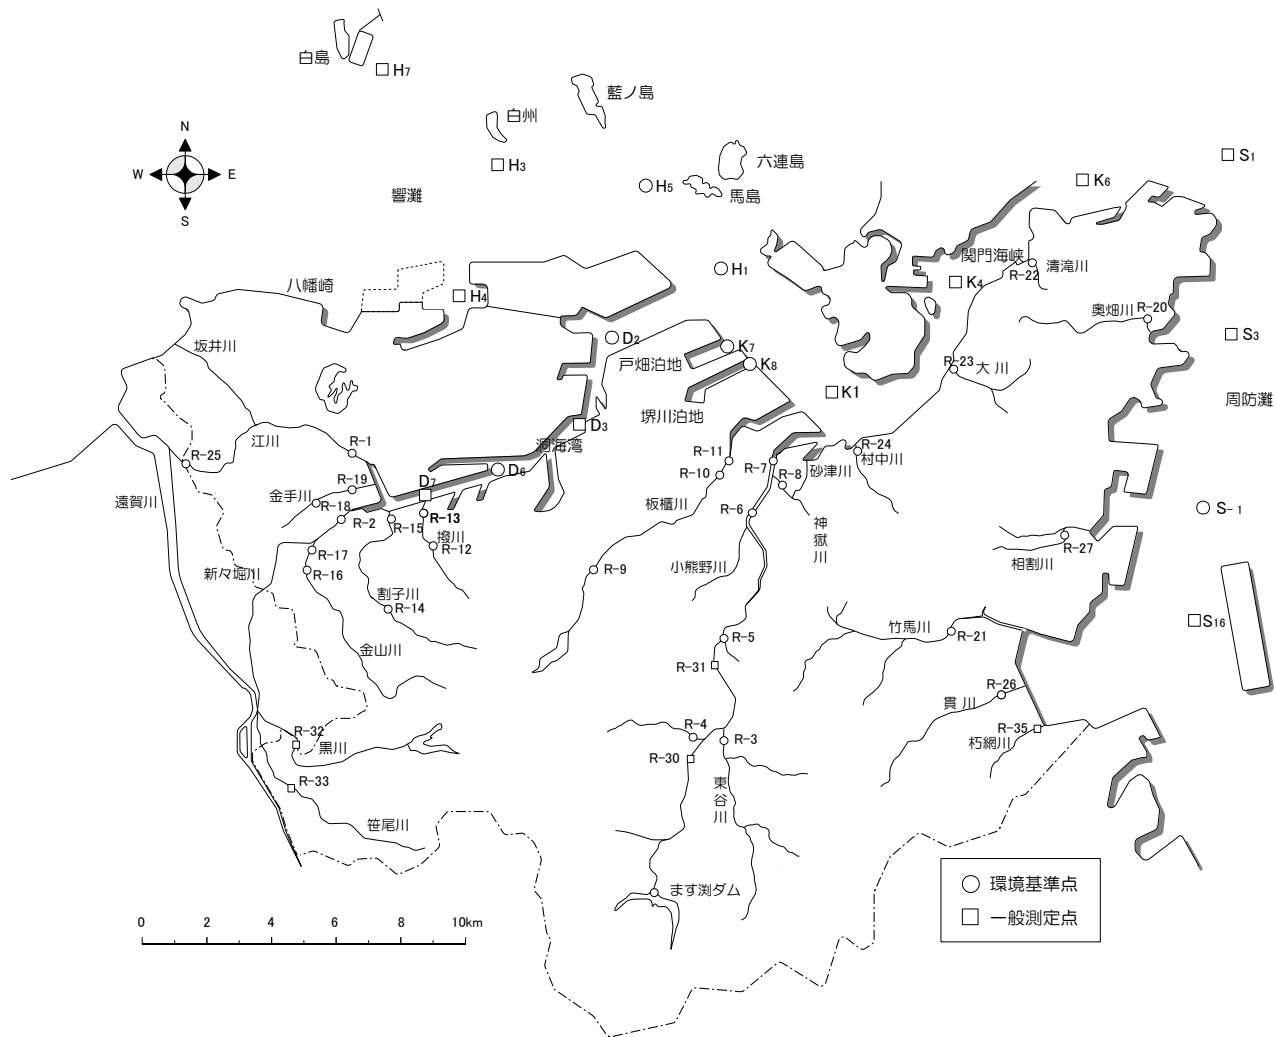 白島
H7
藍ノ島
白州
H3
六連島
馬島
H5
S1
K6
N
W
E
S
響灘
関門海峡
R-22
清滝川
H1
K4
八幡崎
H4
奥畑川
R-20
坂井川
D2
戸畑泊地
K7
K8
S3
R-23
大川
K1
周防灘
堺川泊地
D3
洞海湾
江川
R-1
R-25
R-11
R-10
R-7
R-8
砂津川
R-24
村中川
D6
D7
遠賀川
金手川
R-19
R-18
R-2
R-15
R-13
撥川
R-12
板櫃川
R-6
神嶽川
S-1
R-17
R-16
新々堀川
R-9
小熊野川
R-27
相割川
割子川
R-14
S16
金山川
R-5
竹馬川
R-21
R-31
R-26
貫川
R-32
黒川
R-4
R-3
R-35
朽網川
R-30
R-33
東谷川
笹尾川
ます渕ダム
環境基準点
一般測定点
0 2 4 6 8 10km